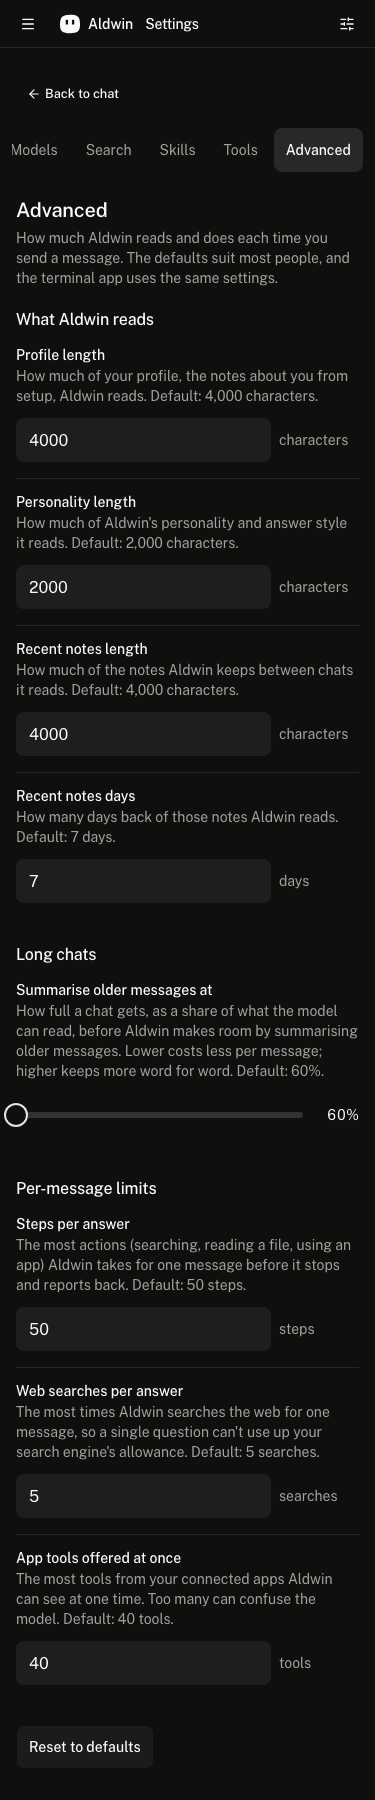 Aldwin Settings
Back to chat
Models Search Skills Tools Advanced
Advanced
How much Aldwin reads and does each time you
send a message. The defaults suit most people, and
the terminal app uses the same settings.
What Aldwin reads
Profile length
How much of your profile, the notes about you from
setup, Aldwin reads. Default: 4,000 characters.
4000 characters
Personality length
How much of Aldwin's personality and answer style
it reads. Default: 2,000 characters.
2000 characters
Recent notes length
How much of the notes Aldwin keeps between chats
it reads. Default: 4,000 characters.
4000 characters
Recent notes days
How many days back of those notes Aldwin reads.
Default: 7 days.
7 days
Long chats
Summarise older messages at
How full a chat gets, as a share of what the model
can read, before Aldwin makes room by summarising
older messages. Lower costs less per message;
higher keeps more word for word. Default: 60%.
60%
Per-message limits
Steps per answer
The most actions (searching, reading a file, using an
app) Aldwin takes for one message before it stops
and reports back. Default: 50 steps.
50 steps
Web searches per answer
The most times Aldwin searches the web for one
message, so a single question can't use up your
search engine's allowance. Default: 5 searches.
5 searches
App tools offered at once
The most tools from your connected apps Aldwin
can see at one time. Too many can confuse the
model. Default: 40 tools.
40 tools
Reset to defaults